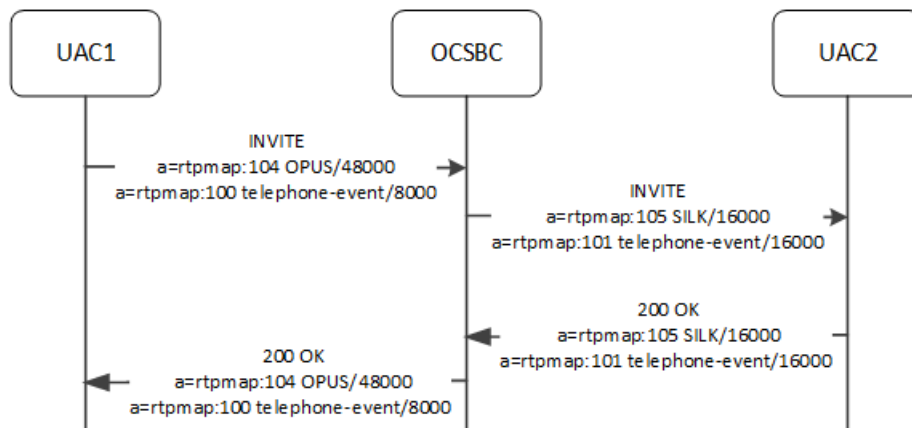 UAC1
OCSBC
UAC2
INVITE
a=rtpmap:104 OPUS/48000
a=rtpmap:100 telephone-event/8000
INVITE
a=rtpmap:105 SILK/16000
a=rtpmap:101 telephone-event/16000
200 OK
a=rtpmap:105 SILK/16000
a=rtpmap:101 telephone-event/16000
200 OK
a=rtpmap:104 OPUS/48000
a=rtpmap:100 telephone-event/8000